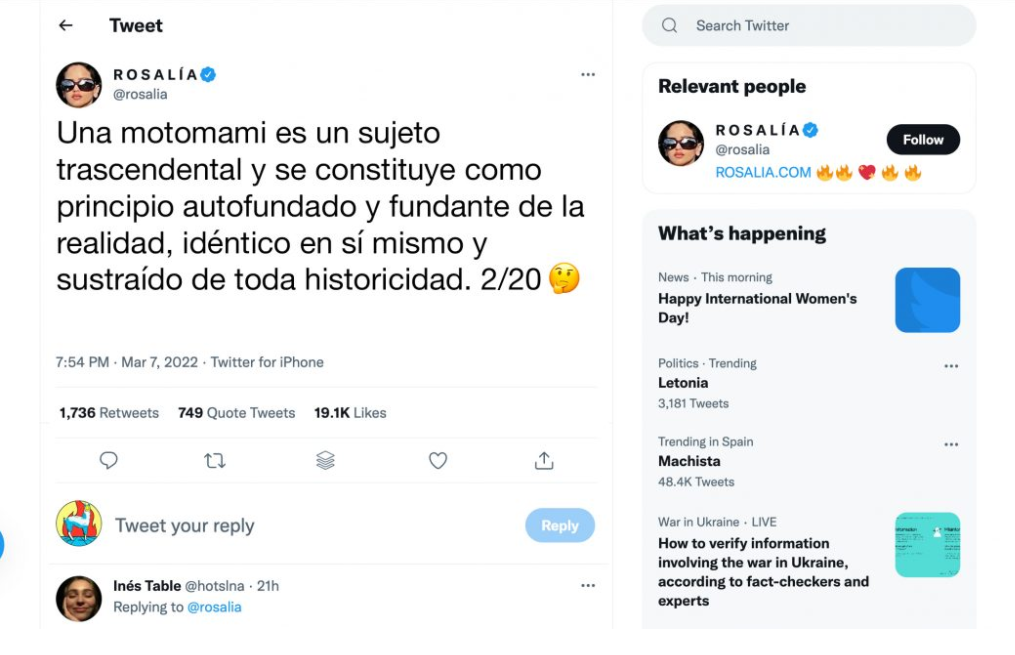 ← Tweet
ROSALÍA
@rosalia
Una motomami es un sujeto
trascendental y se constituye como
principio autofundado y fundante de la
realidad, idéntico en sí mismo y
sustraído de toda historicidad. 2/20 🤔
7:54 PM · Mar 7, 2022 · Twitter for iPhone
1,736 Retweets 749 Quote Tweets 19.1K Likes
Tweet your reply
Reply
Inés Table @hotsIna · 21h
Replying to @rosalia
Search Twitter
Relevant people
ROSALÍA
@rosalia
Follow
ROSALIA.COM 🔥🔥 💖 🔥 🔥
What's happening
News · This morning
Happy International Women's
Day!
Politics · Trending
Letonia
3,181 Tweets
Trending in Spain
Machista
48.4K Tweets
War in Ukraine · LIVE
How to verify information
involving the war in Ukraine,
according to fact-checkers and
experts